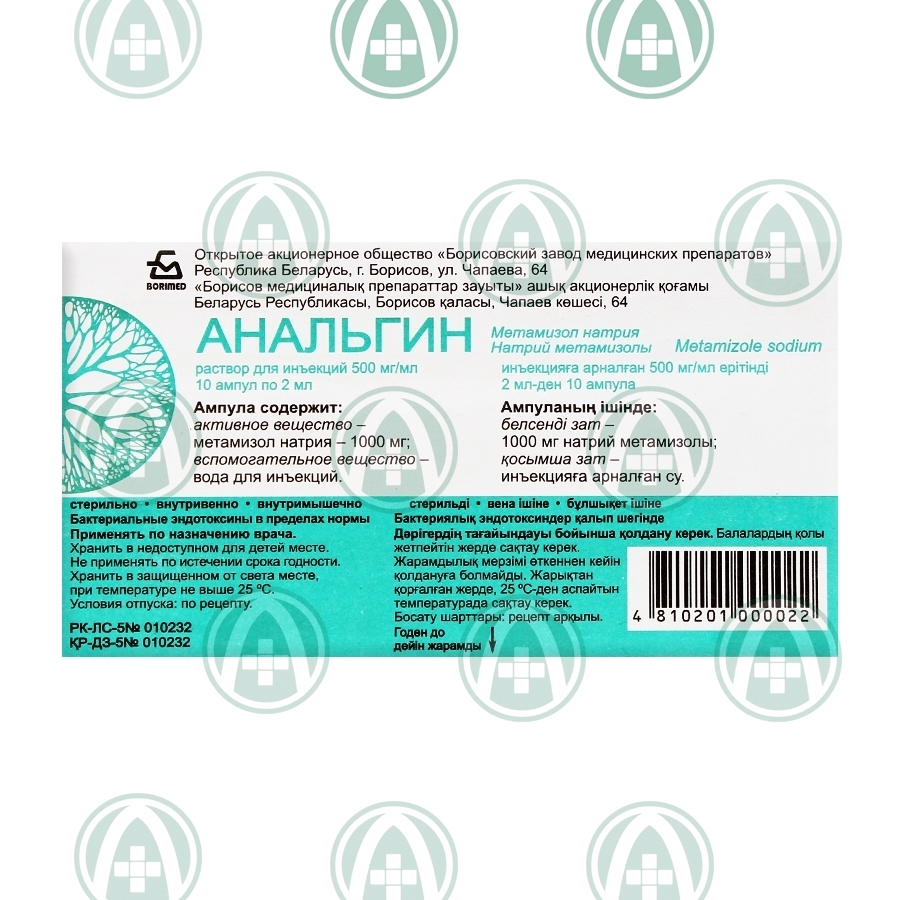 Открытое акционерное общество «Борисовский завод медицинских препаратов»
Республика Беларусь, г. Борисов, ул. Чапаева, 64
«Борисов медициналық препараттар зауыты» ашық акционерлік қоғамы
Беларусь Республикасы, Борисов қаласы, Чапаев көшесі, 64
BORIMED
АНАЛЬГИН
Метамизол натрия
Натрий метамизолы Metamizole sodium
раствор для инъекций 500 мг/мл
10 ампул по 2 мл
инъекцияға арналған 500 мг/мл ерітінді
2 мл-ден 10 ампула
Ампула содержит:
активное вещество –
метамизол натрия – 1000 мг;
вспомогательное вещество –
вода для инъекций.
Ампуланың ішінде:
белсенді зат –
1000 мг натрий метамизолы;
қосымша зат –
инъекцияға арналған су.
стерильно • внутривенно • внутримышечно
Бактериальные эндотоксины в пределах нормы
Применять по назначению врача.
Хранить в недоступном для детей месте.
Не применять по истечении срока годности.
Хранить в защищенном от света месте,
при температуре не выше 25 ºС.
Условия отпуска: по рецепту.
РК-ЛС-5№ 010232
ҚР-ДЗ-5№ 010232
стерильді • вена ішіне • бұлшықет ішіне
Бактериялық эндотоксиндер қалып шегінде
Дәрігердің тағайындауы бойынша қолдану керек. Балалардың қолы
жетпейтін жерде сақтау керек.
Жарамдылық мерзімі өткеннен кейін
қолдануға болмайды. Жарықтан
қорғалған жерде, 25 ºС-ден аспайтын
температурада сақтау керек.
Босату шарттары: рецепт арқылы.
Годен до
дейін жарамды
4 810201 000022